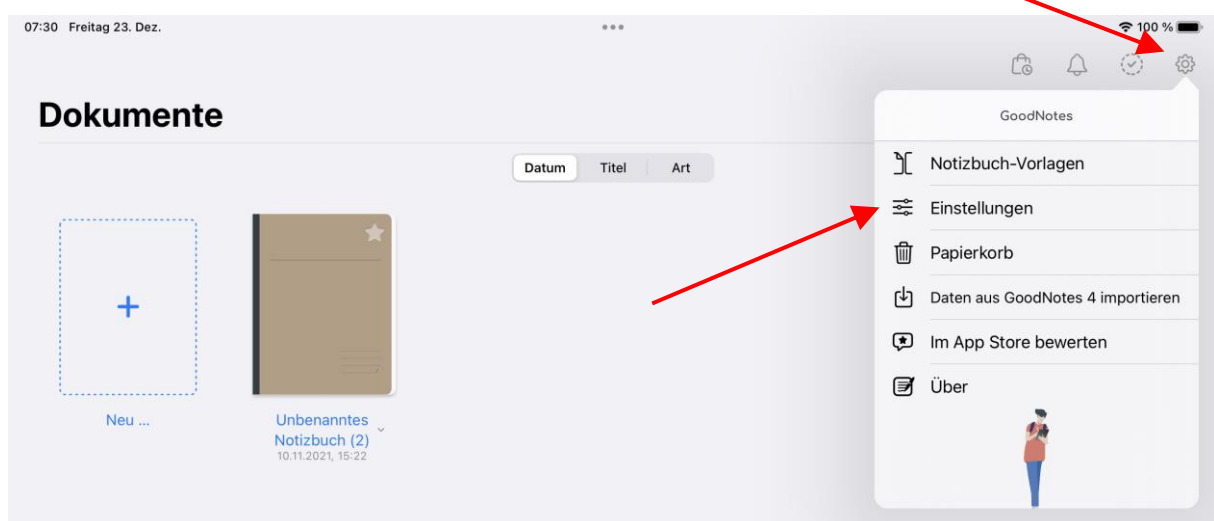 07:30 Freitag 23. Dez.
100 %
Dokumente
Datum Titel Art
Neu ...
Unbenanntes
Notizbuch (2)
10.11.2021, 15:22
GoodNotes
Notizbuch-Vorlagen
Einstellungen
Papierkorb
Daten aus GoodNotes 4 importieren
Im App Store bewerten
Über